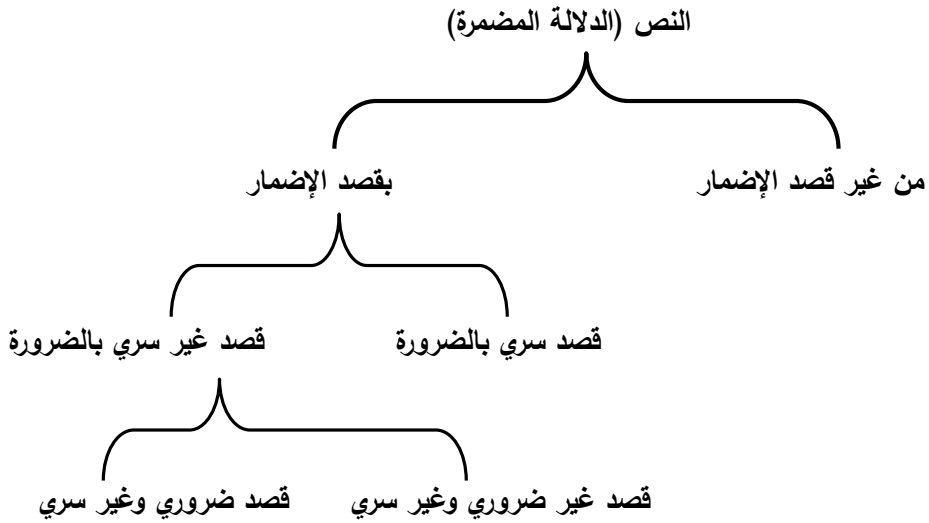 النص (الدلالة المضمرة)
من غير قصد الإضمار
بقصد الإضمار
قصد سري بالضرورة
قصد غير سري بالضرورة
قصد غير ضروري وغير سري
قصد ضروري وغير سري